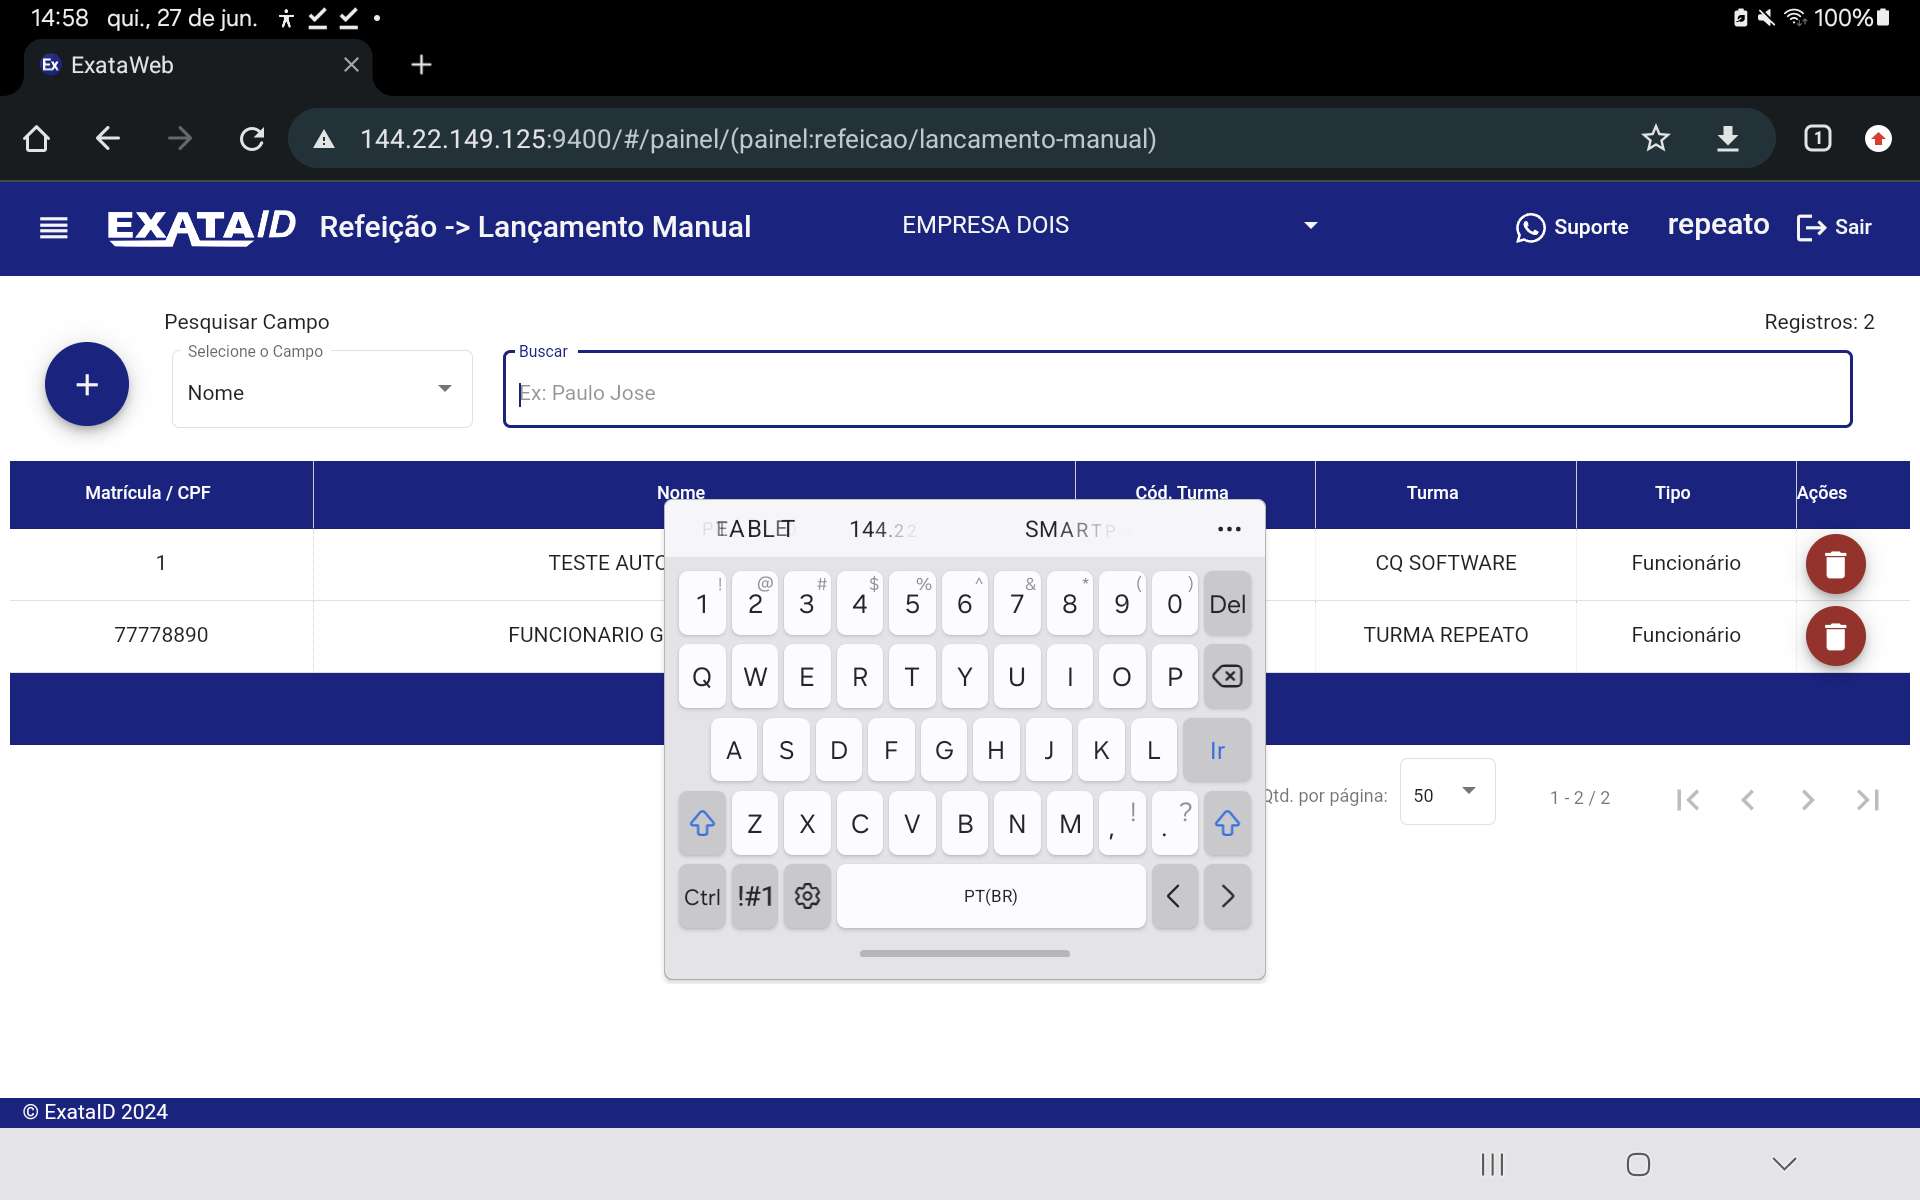 14:58 qui., 27 de jun. 100%
Ex ExataWeb
144.22.149.125:9400/#/painel/(painel:refeicao/lancamento-manual) 1
EXATAID Refeição -> Lançamento Manual EMPRESA DOIS Suporte repeato Sair
Pesquisar Campo Registros: 2
Selecione o Campo Buscar
Nome Ex: Paulo Jose
Matrícula / CPF Nome Cód. Turma Turma Tipo Ações
1 TESTE AUTO CQ SOFTWARE Funcionário
77778890 FUNCIONARIO G TURMA REPEATO Funcionário
TABLET 144.22 SMARTP
! @ # $ % ^ & * ( )
1 2 3 4 5 6 7 8 9 0 Del
Q W E R T Y U I O P
A S D F G H J K L Ir
Z X C V B N M , ! . ?
Ctrl !#1 PT(BR) < >
Qtd. por página: 50 1 - 2 / 2
© ExataID 2024